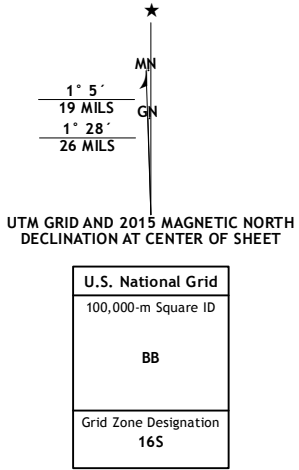 ★
MN
1° 5´
19 MILS
GN
1° 28´
26 MILS
UTM GRID AND 2015 MAGNETIC NORTH
DECLINATION AT CENTER OF SHEET
U.S. National Grid
100,000-m Square ID
BB
Grid Zone Designation
16S